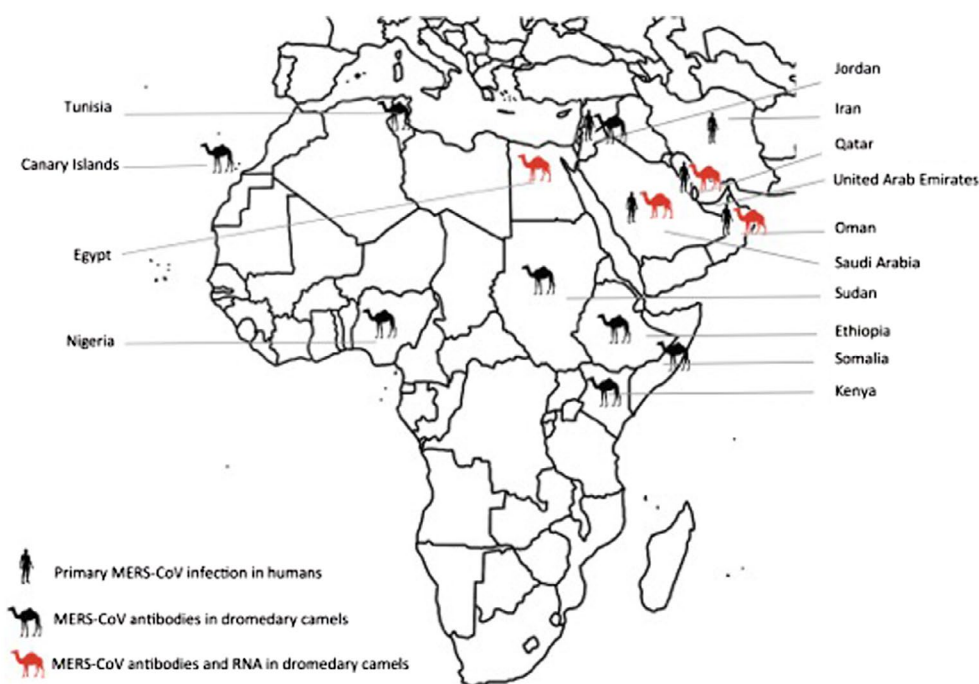 Tunisia
Canary Islands
Egypt
Nigeria
Jordan
Iran
Qatar
United Arab Emirates
Oman
Saudi Arabia
Sudan
Ethiopia
Somalia
Kenya
Primary MERS-CoV infection in humans
MERS-CoV antibodies in dromedary camels
MERS-CoV antibodies and RNA in dromedary camels